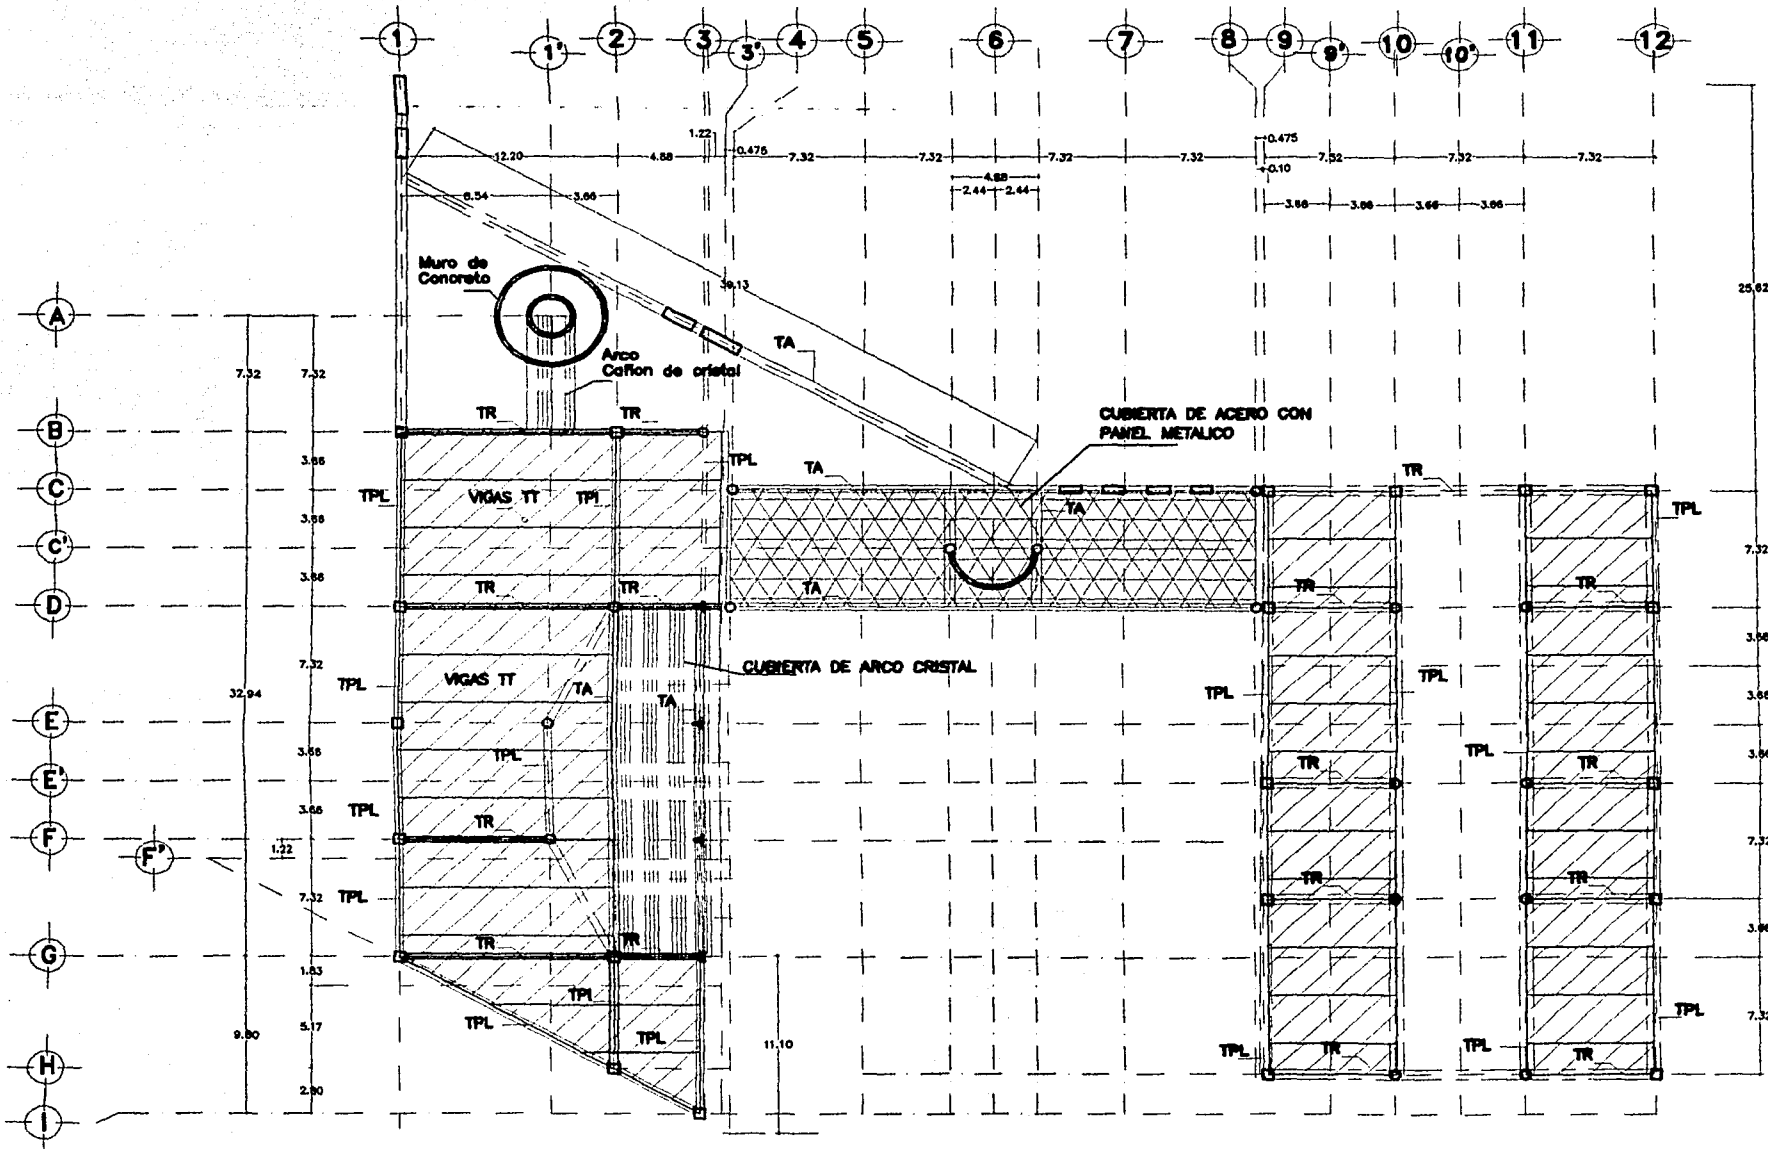 1 1' 2 3 3' 4 5 6 7 8 9 9' 10 10' 11 12
1.22
0.475
12.20 4.88 0.475 7.32 7.32 7.32 7.32 7.32 7.32 7.32
0.10
4.88
2.44 2.44
8.54 3.66
3.66 3.66 3.66 3.66
Muro de
Concreto
39.13
25.62
A
TA
Arco
Cañon de cristal
7.32 7.32
TR TR
CUBIERTA DE ACERO CON
PANEL METALICO
B
3.66
TPL TA
TR
C
TPL VIGAS TT TPI
TA TPL
3.66
C'
7.32
3.66
TR TR TA TR TR
D
3.66
7.32
CUBIERTA DE ARCO CRISTAL
VIGAS TT
TPL TA TPL TPL
32.94
TA
3.66
E
3.66
TPL TPL
3.66
TR TR
E'
3.66
TPL
TR
F
1.22
7.32
F'
TR TR
7.32
TPL
3.66
TR TR
G
1.83
TPI
TPL
TPL
5.17
TPL
9.80
11.10
7.32
TPL TR TPL TR
H
2.80
I